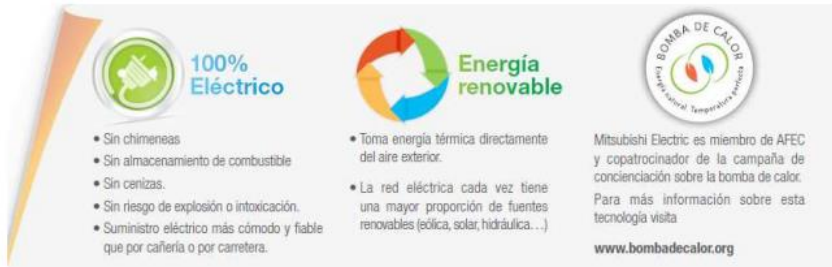 100%
Eléctrico
• Sin chimeneas
• Sin almacenamiento de combustible
• Sin cenizas.
• Sin riesgo de explosión o intoxicación.
• Suministro eléctrico más cómodo y fiable
que por cañería o por carretera.
Energía
renovable
• Toma energía térmica directamente
del aire exterior.
• La red eléctrica cada vez tiene
una mayor proporción de fuentes
renovables (eólica, solar, hidráulica…)
BOMBA DE CALOR
Energía natural Temperatura perfecta
Mitsubishi Electric es miembro de AFEC
y copatrocinador de la campaña de
concienciación sobre la bomba de calor.
Para más información sobre esta
tecnología visita
www.bombadecalor.org